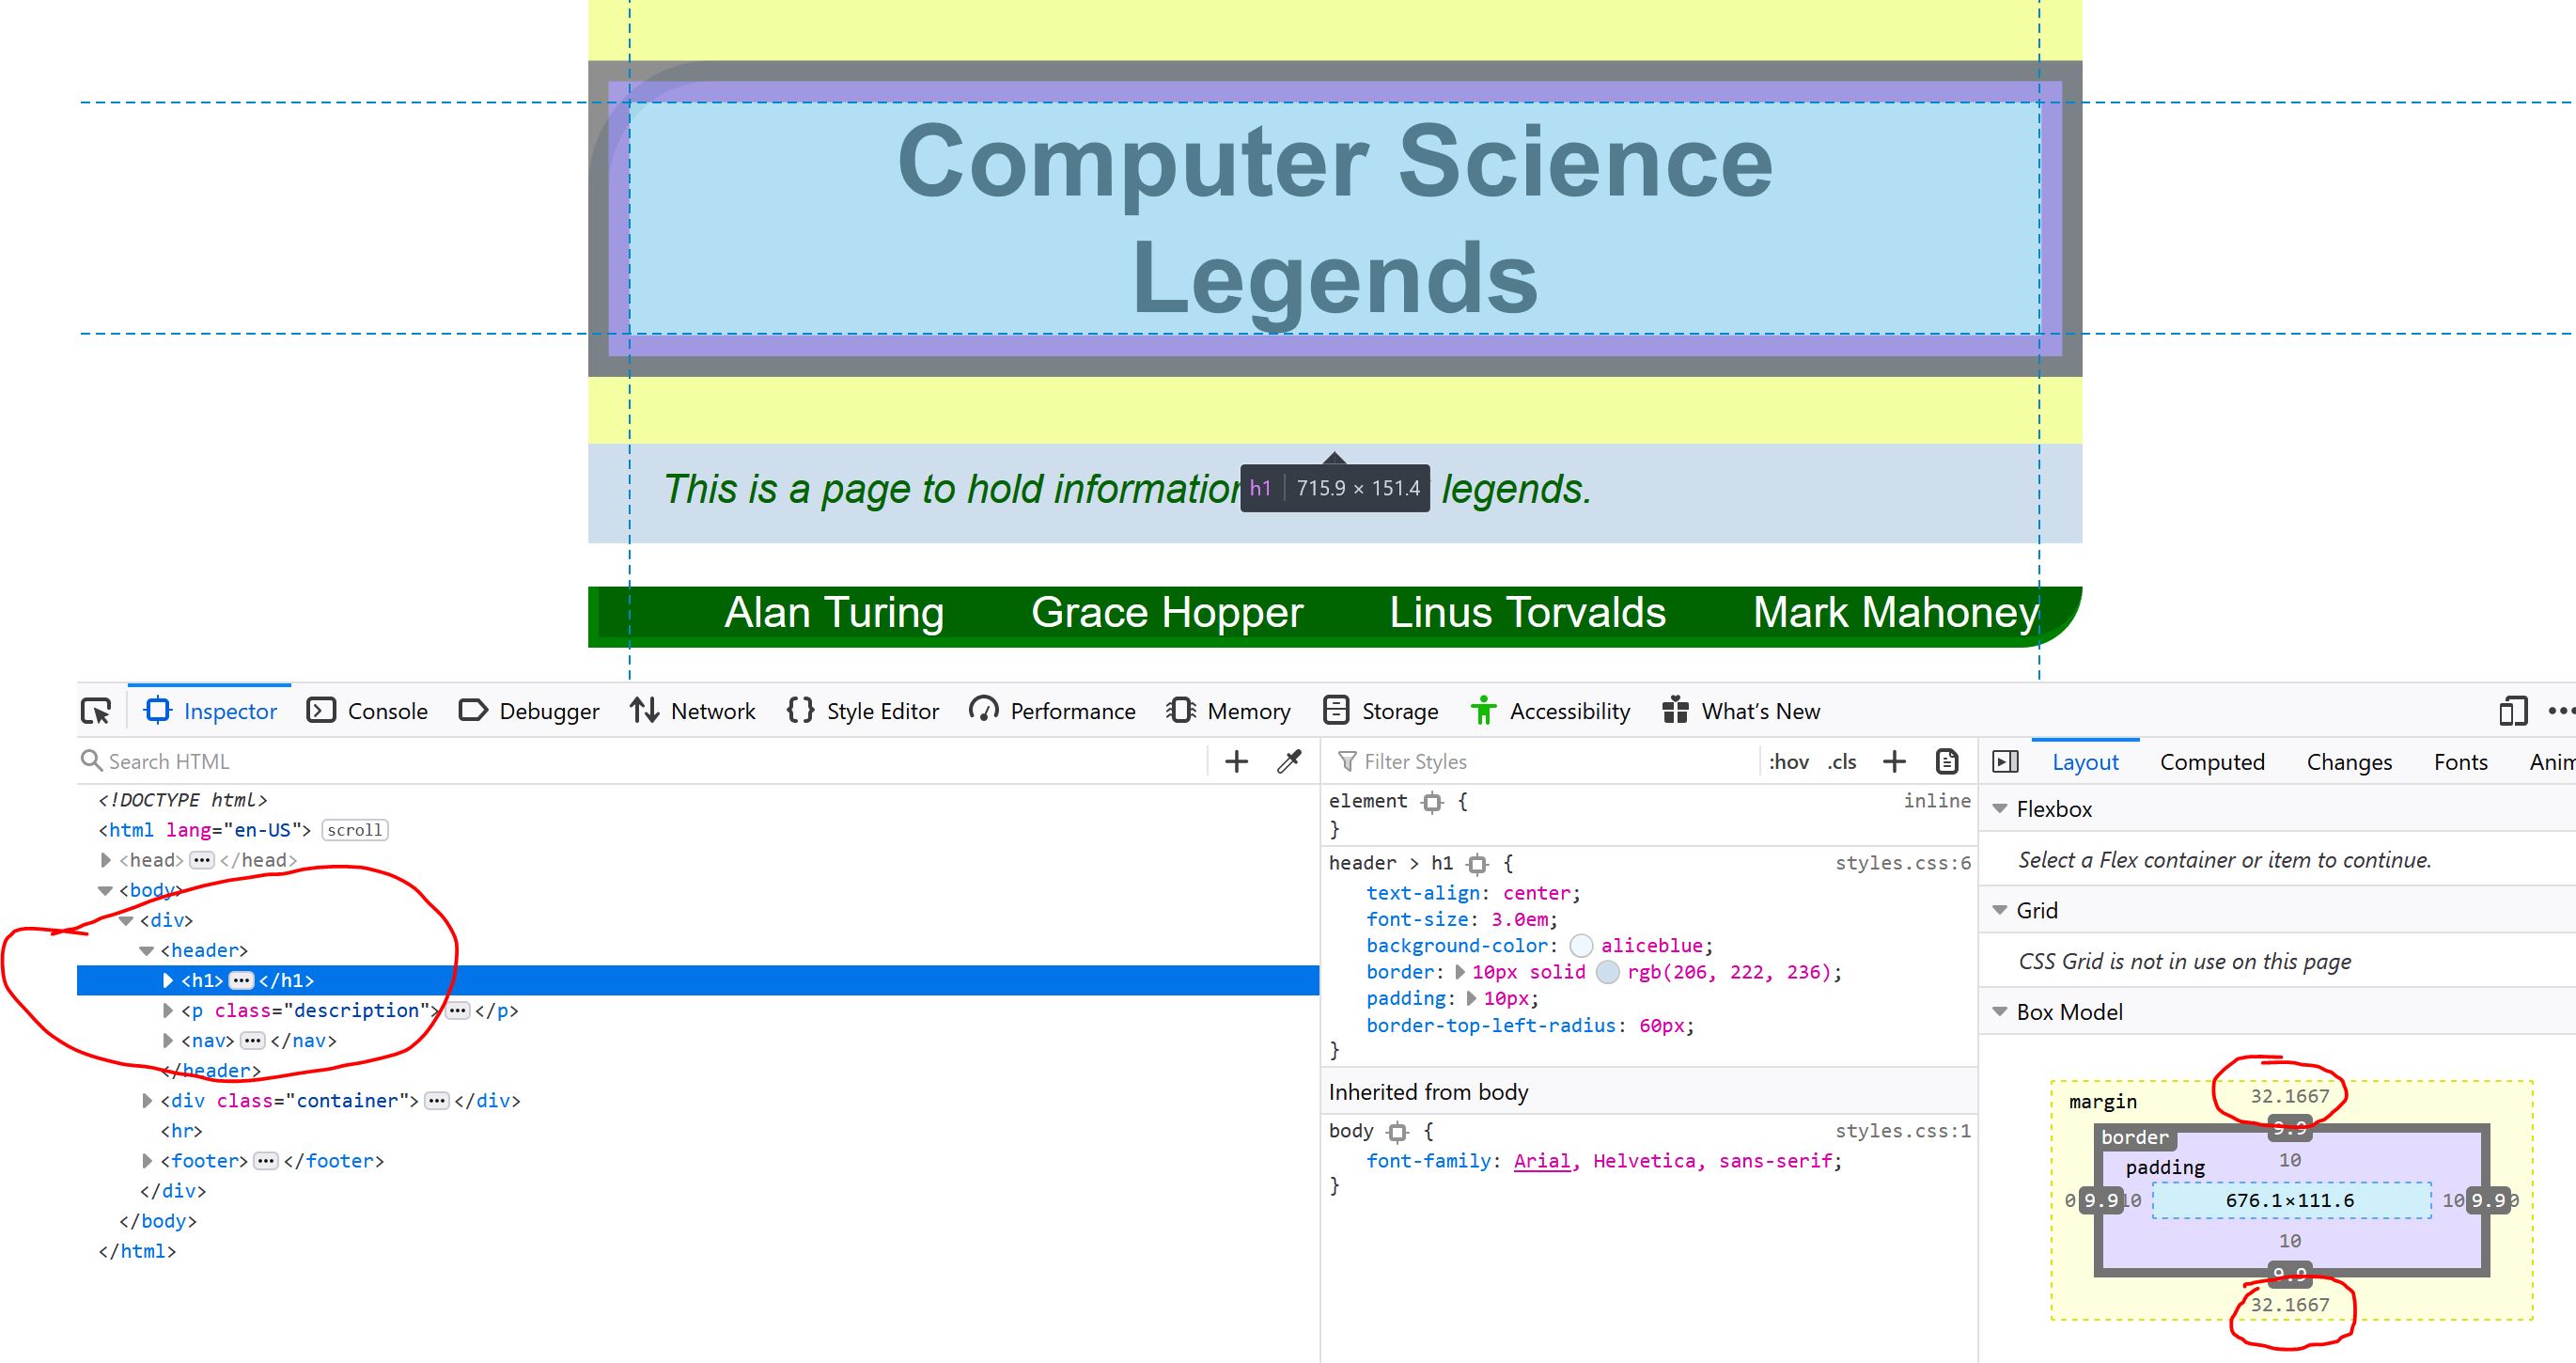 Computer Science
Legends
This is a page to hold information legends.
h1 715.9 × 151.4
Alan Turing Grace Hopper Linus Torvalds Mark Mahoney
Inspector Console Debugger Network Style Editor Performance Memory Storage Accessibility What's New
Search HTML
<!DOCTYPE html>
<html lang="en-US"> scroll
<head> ••• </head>
<body>
<div>
<header>
<h1> ••• </h1>
<p class="description"> ••• </p>
<nav> ••• </nav>
</header>
<div class="container"> ••• </div>
<hr>
<footer> ••• </footer>
</div>
</body>
</html>
Filter Styles :hov .cls
element { inline
}
header > h1 { styles.css:6
text-align: center;
font-size: 3.0em;
background-color: aliceblue;
border: 10px solid rgb(206, 222, 236);
padding: 10px;
border-top-left-radius: 60px;
}
Inherited from body
body { styles.css:1
font-family: Arial, Helvetica, sans-serif;
}
Layout Computed Changes Fonts
Flexbox
Select a Flex container or item to continue.
Grid
CSS Grid is not in use on this page
Box Model
margin 32.1667
border 9.9
padding 10
0 9.9 10 676.1×111.6 10 9.9 0
10
9.9
32.1667